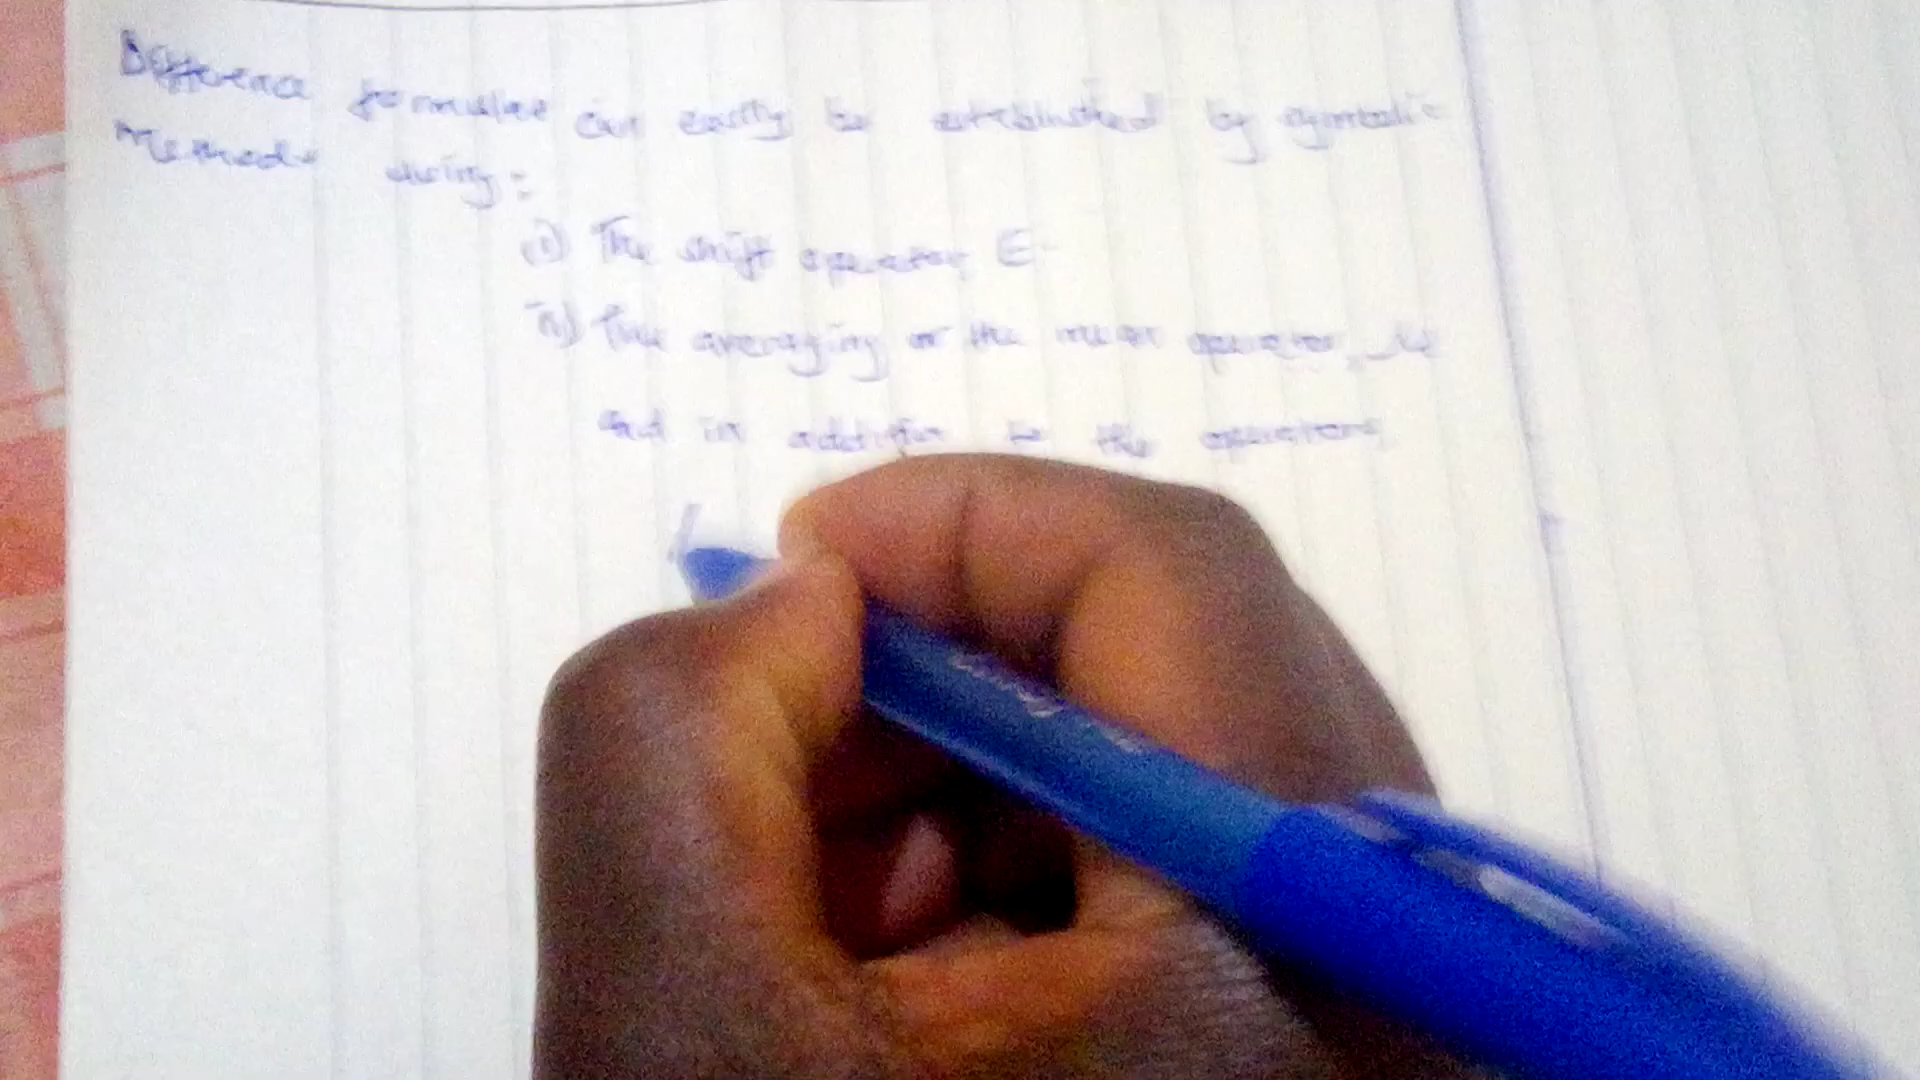 Difference formulae can easily be established by symbolic
Methods using:
(i) The shift operator, E
ii) The averaging or the mean operator, μ
and in addition to the operators